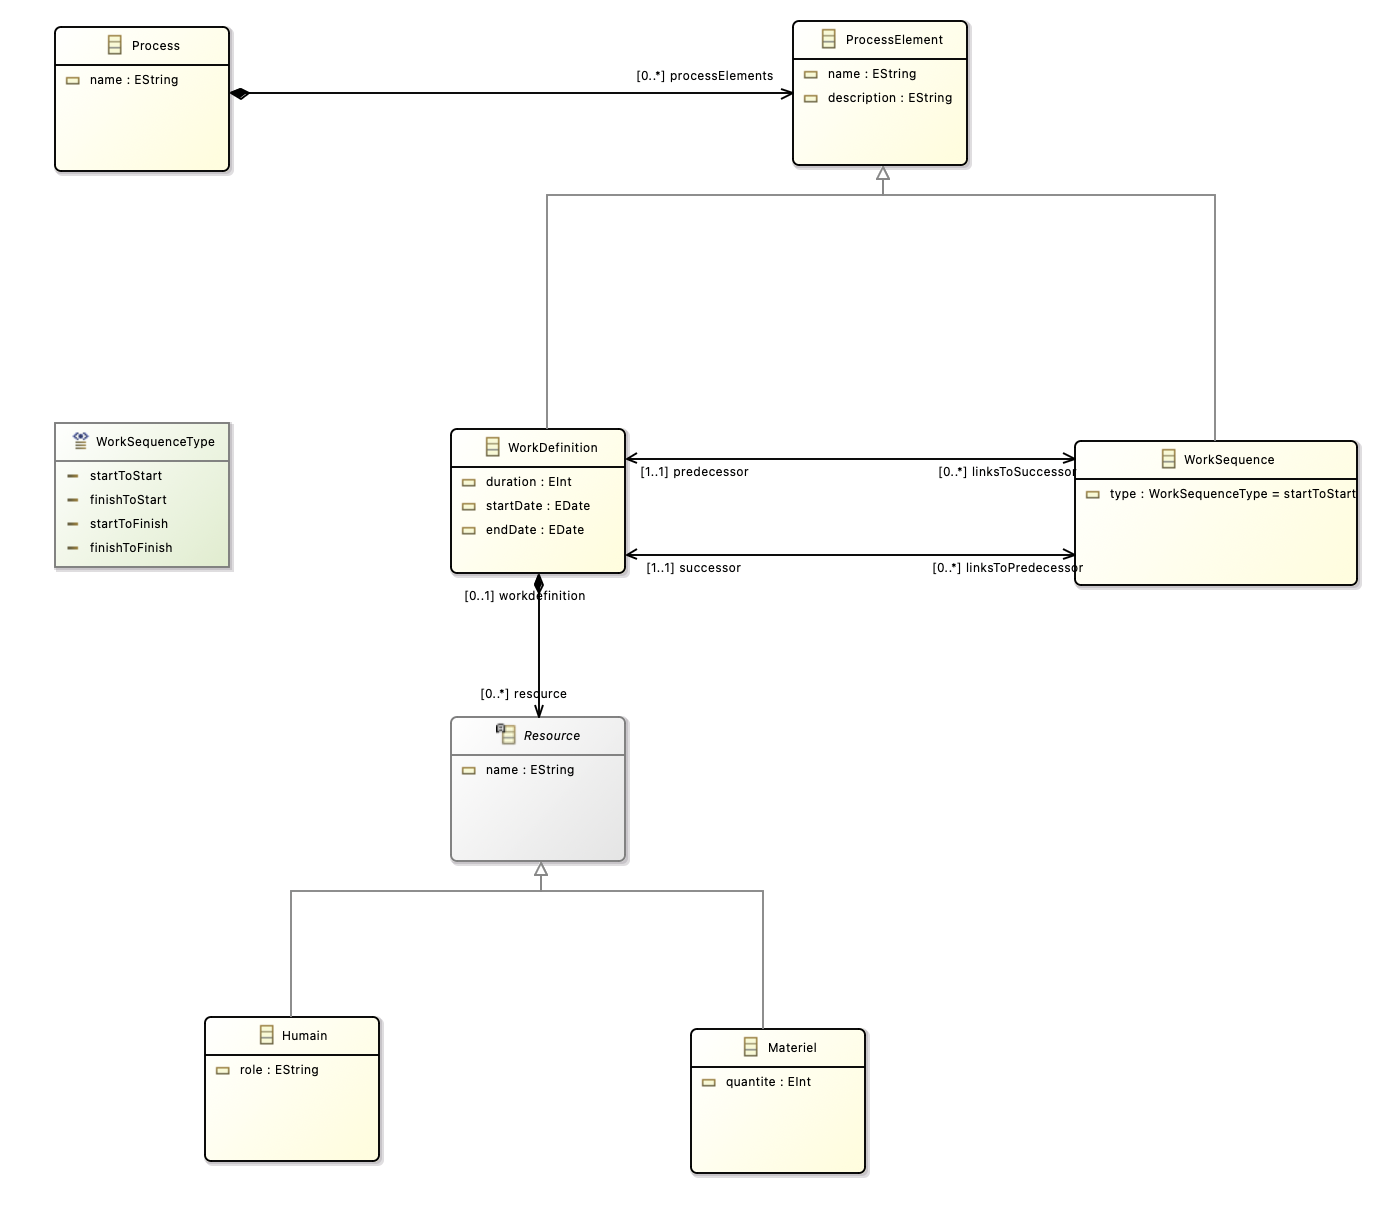 Process
name : EString
[0..*] processElements
ProcessElement
name : EString
description : EString
WorkSequenceType
startToStart
finishToStart
startToFinish
finishToFinish
WorkDefinition
duration : EInt
startDate : EDate
endDate : EDate
[1..1] predecessor
[0..*] linksToSuccessor
[1..1] successor
[0..*] linksToPredecessor
WorkSequence
type : WorkSequenceType = startToStart
[0..1] workdefinition
[0..*] resource
Resource
name : EString
Humain
role : EString
Materiel
quantite : EInt